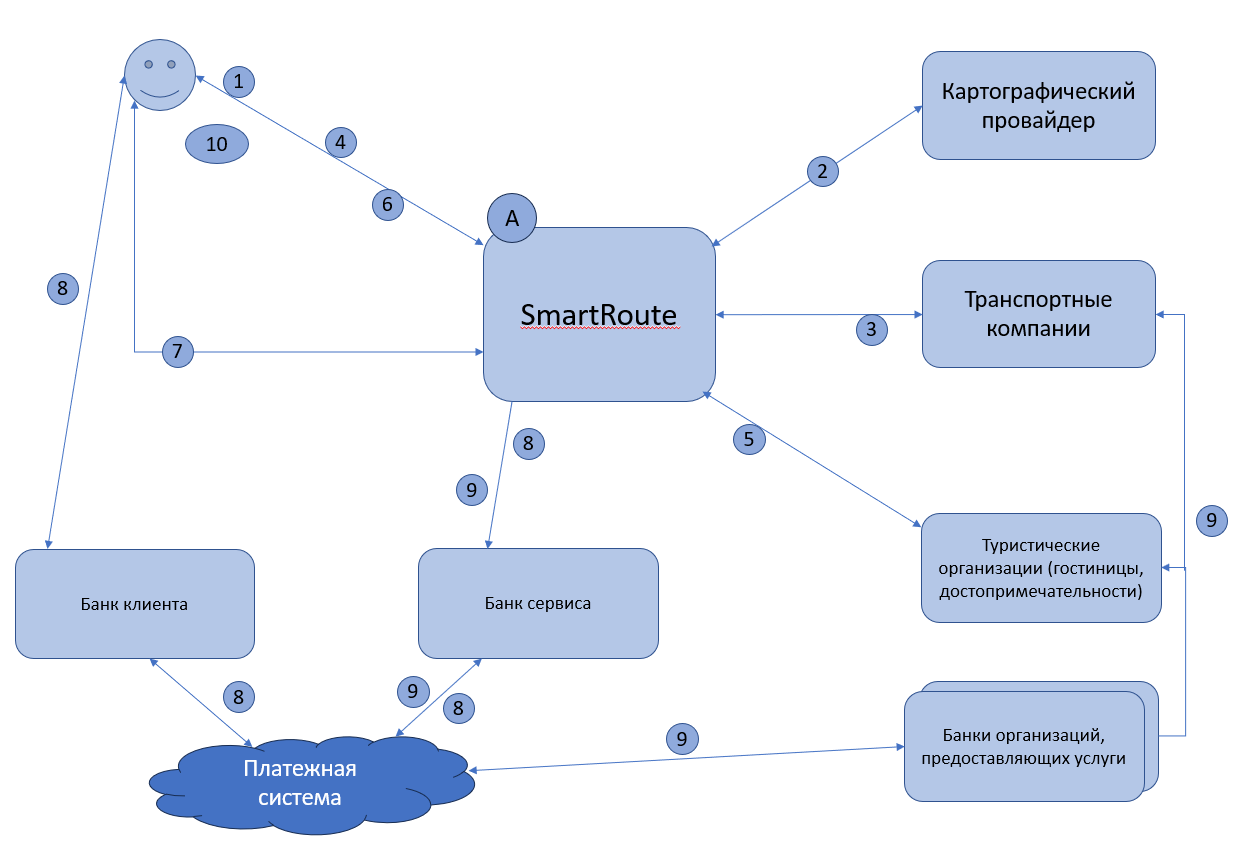 1
10
4
6
2
Картографический
провайдер
A
SmartRoute
8
7
3
Транспортные
компании
5
8
9
9
Туристические
организации (гостиницы,
достопримечательности)
Банк клиента
Банк сервиса
8
9
8
9
Банки организаций,
предоставляющих услуги
Платежная
система